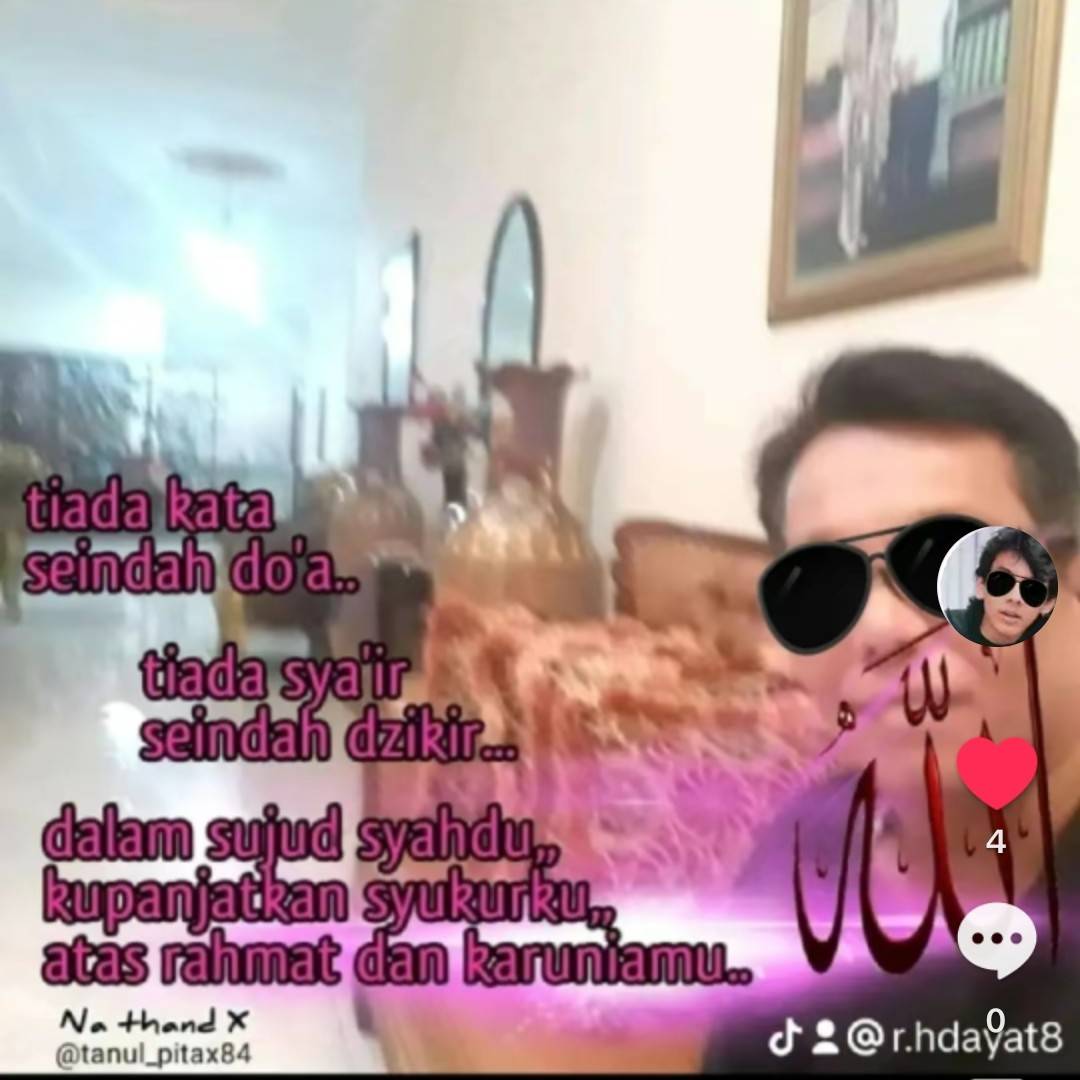 tiada kata
seindah do'a..
tiada sya'ir
seindah dzikir...
dalam sujud syahdu,,
kupanjatkan syukurku,,
atas rahmat dan karuniamu..
الله
4
0
Na thand X
@tanul_pitax84
@r.hdayat8